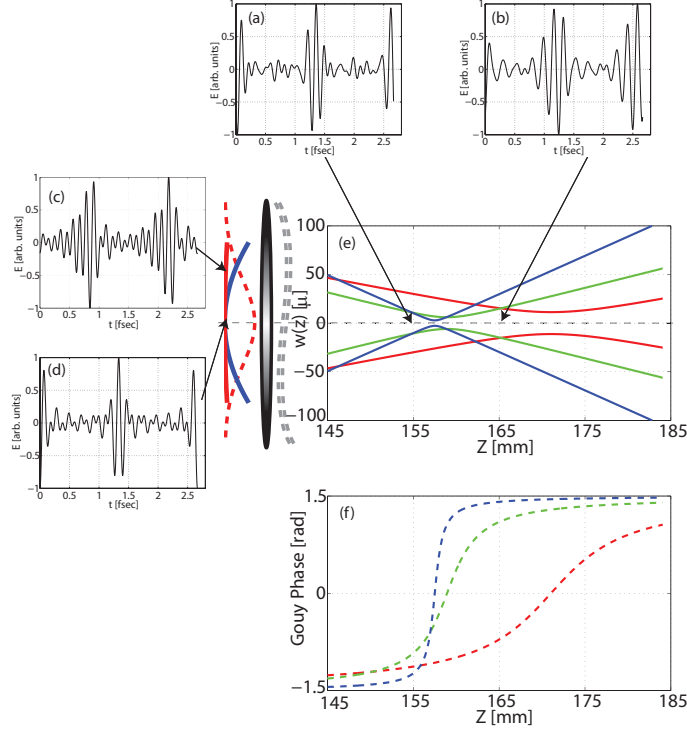 (a)
(b)
E [arb. units]
1
0.5
0
−0.5
−1
0 0.5 1 1.5 2 2.5
t [fsec]
E [arb. units]
1
0.5
0
−0.5
−1
0 0.5 1 1.5 2 2.5
t [fsec]
(c)
E [arb. units]
1
0.5
0
−0.5
−1
0 0.5 1 1.5 2 2.5
t [fsec]
(d)
E [arb. units]
1
0.5
0
−0.5
−1
0 0.5 1 1.5 2 2.5
t [fsec]
(e)
w(z) [μ]
100
50
0
−50
−100
145 155 165 175 185
Z [mm]
(f)
Gouy Phase [rad]
1.5
0
−1.5
145 155 165 175 185
Z [mm]